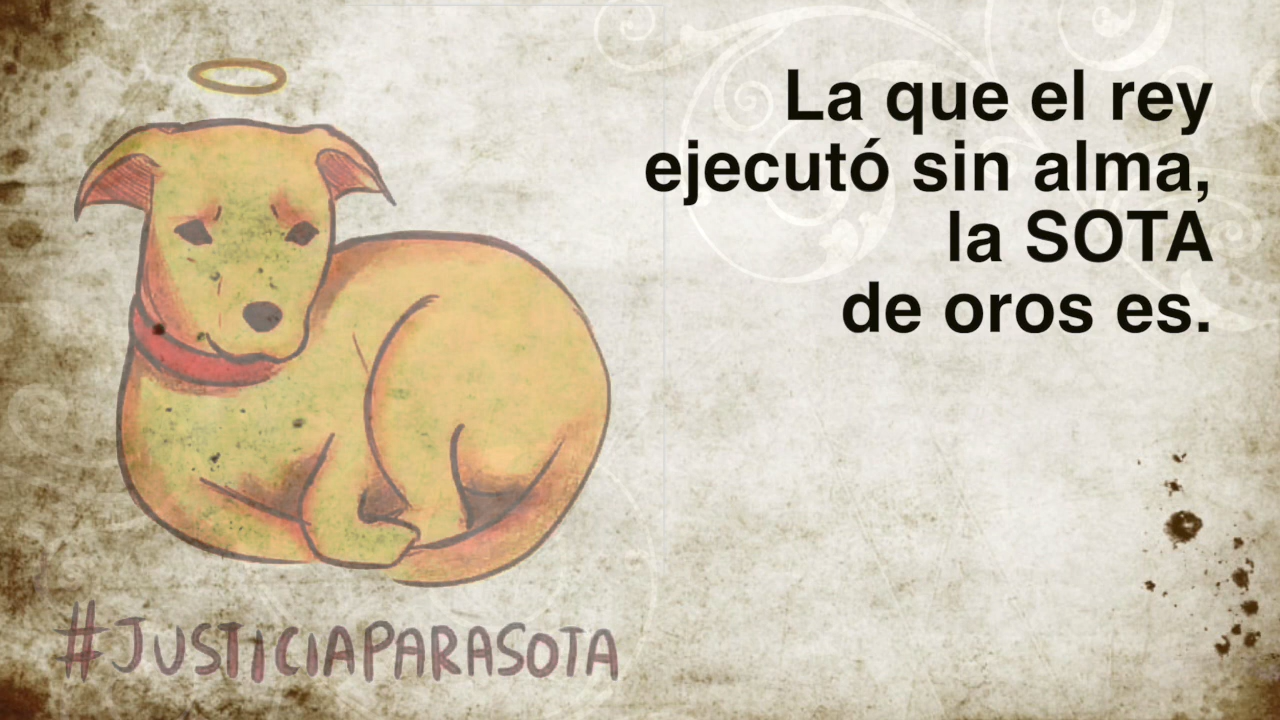 La que el rey
ejecutó sin alma,
la SOTA
de oros es.
#JUSTICIAPARASOTA